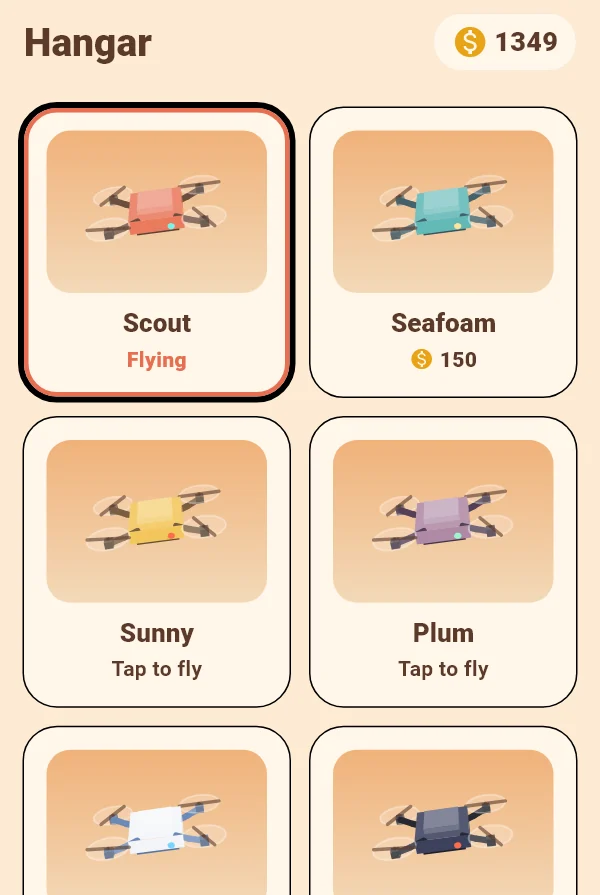 Hangar
$ 1349
Scout
Flying
Seafoam
$ 150
Sunny
Tap to fly
Plum
Tap to fly